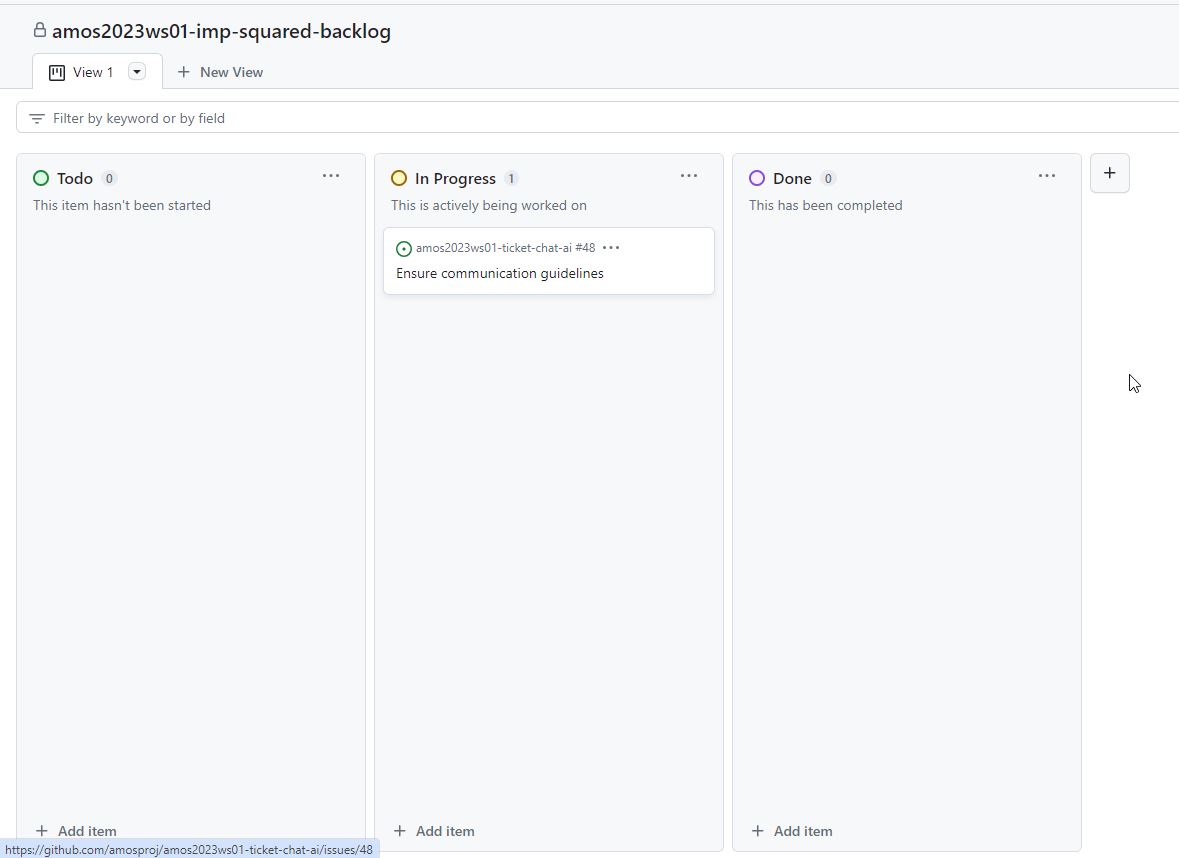 amos2023ws01-imp-squared-backlog
View 1
New View
Filter by keyword or by field
Todo 0
This item hasn't been started
In Progress 1
This is actively being worked on
amos2023ws01-ticket-chat-ai #48
Ensure communication guidelines
Done 0
This has been completed
Add item
Add item
Add item
https://github.com/amosproj/amos2023ws01-ticket-chat-ai/issues/48